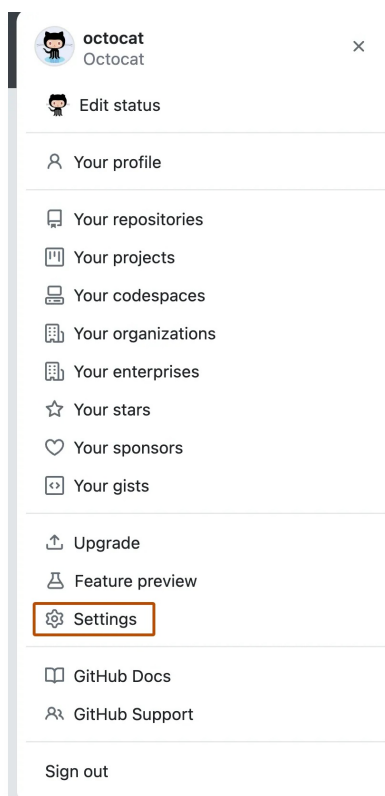 octocat
Octocat
Edit status
Your profile
Your repositories
Your projects
Your codespaces
Your organizations
Your enterprises
Your stars
Your sponsors
Your gists
Upgrade
Feature preview
Settings
GitHub Docs
GitHub Support
Sign out